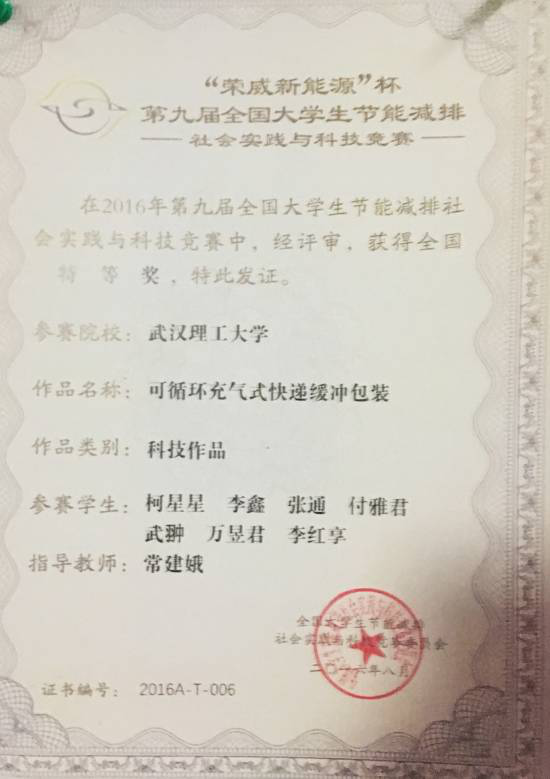 “荣威新能源”杯
第九届全国大学生节能减排
社会实践与科技竞赛
在2016年第九届全国大学生节能减排社
会实践与科技竞赛中，经评审，获得全国
特 等 奖 ，特此发证。
参赛院校：武汉理工大学
作品名称：可循环充气式快递缓冲包装
作品类别：科技作品
参赛学生：柯星星 李鑫 张通 付雅君
武翀 万昱君 李红享
指导教师：常建娥
全国大学生节能减排
社会实践与科技竞赛委员会
二〇一六年八月
证书编号：2016A-T-006